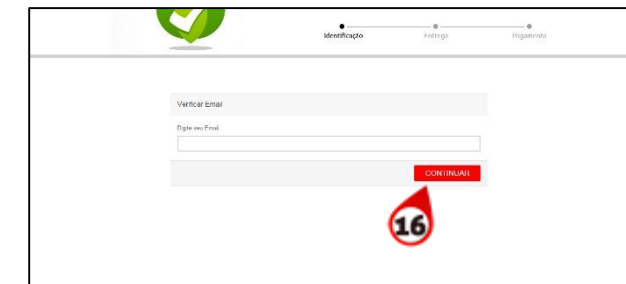 Identificação Entrega Pagamento
Verificar Email
Digite seu Email
CONTINUAR
16